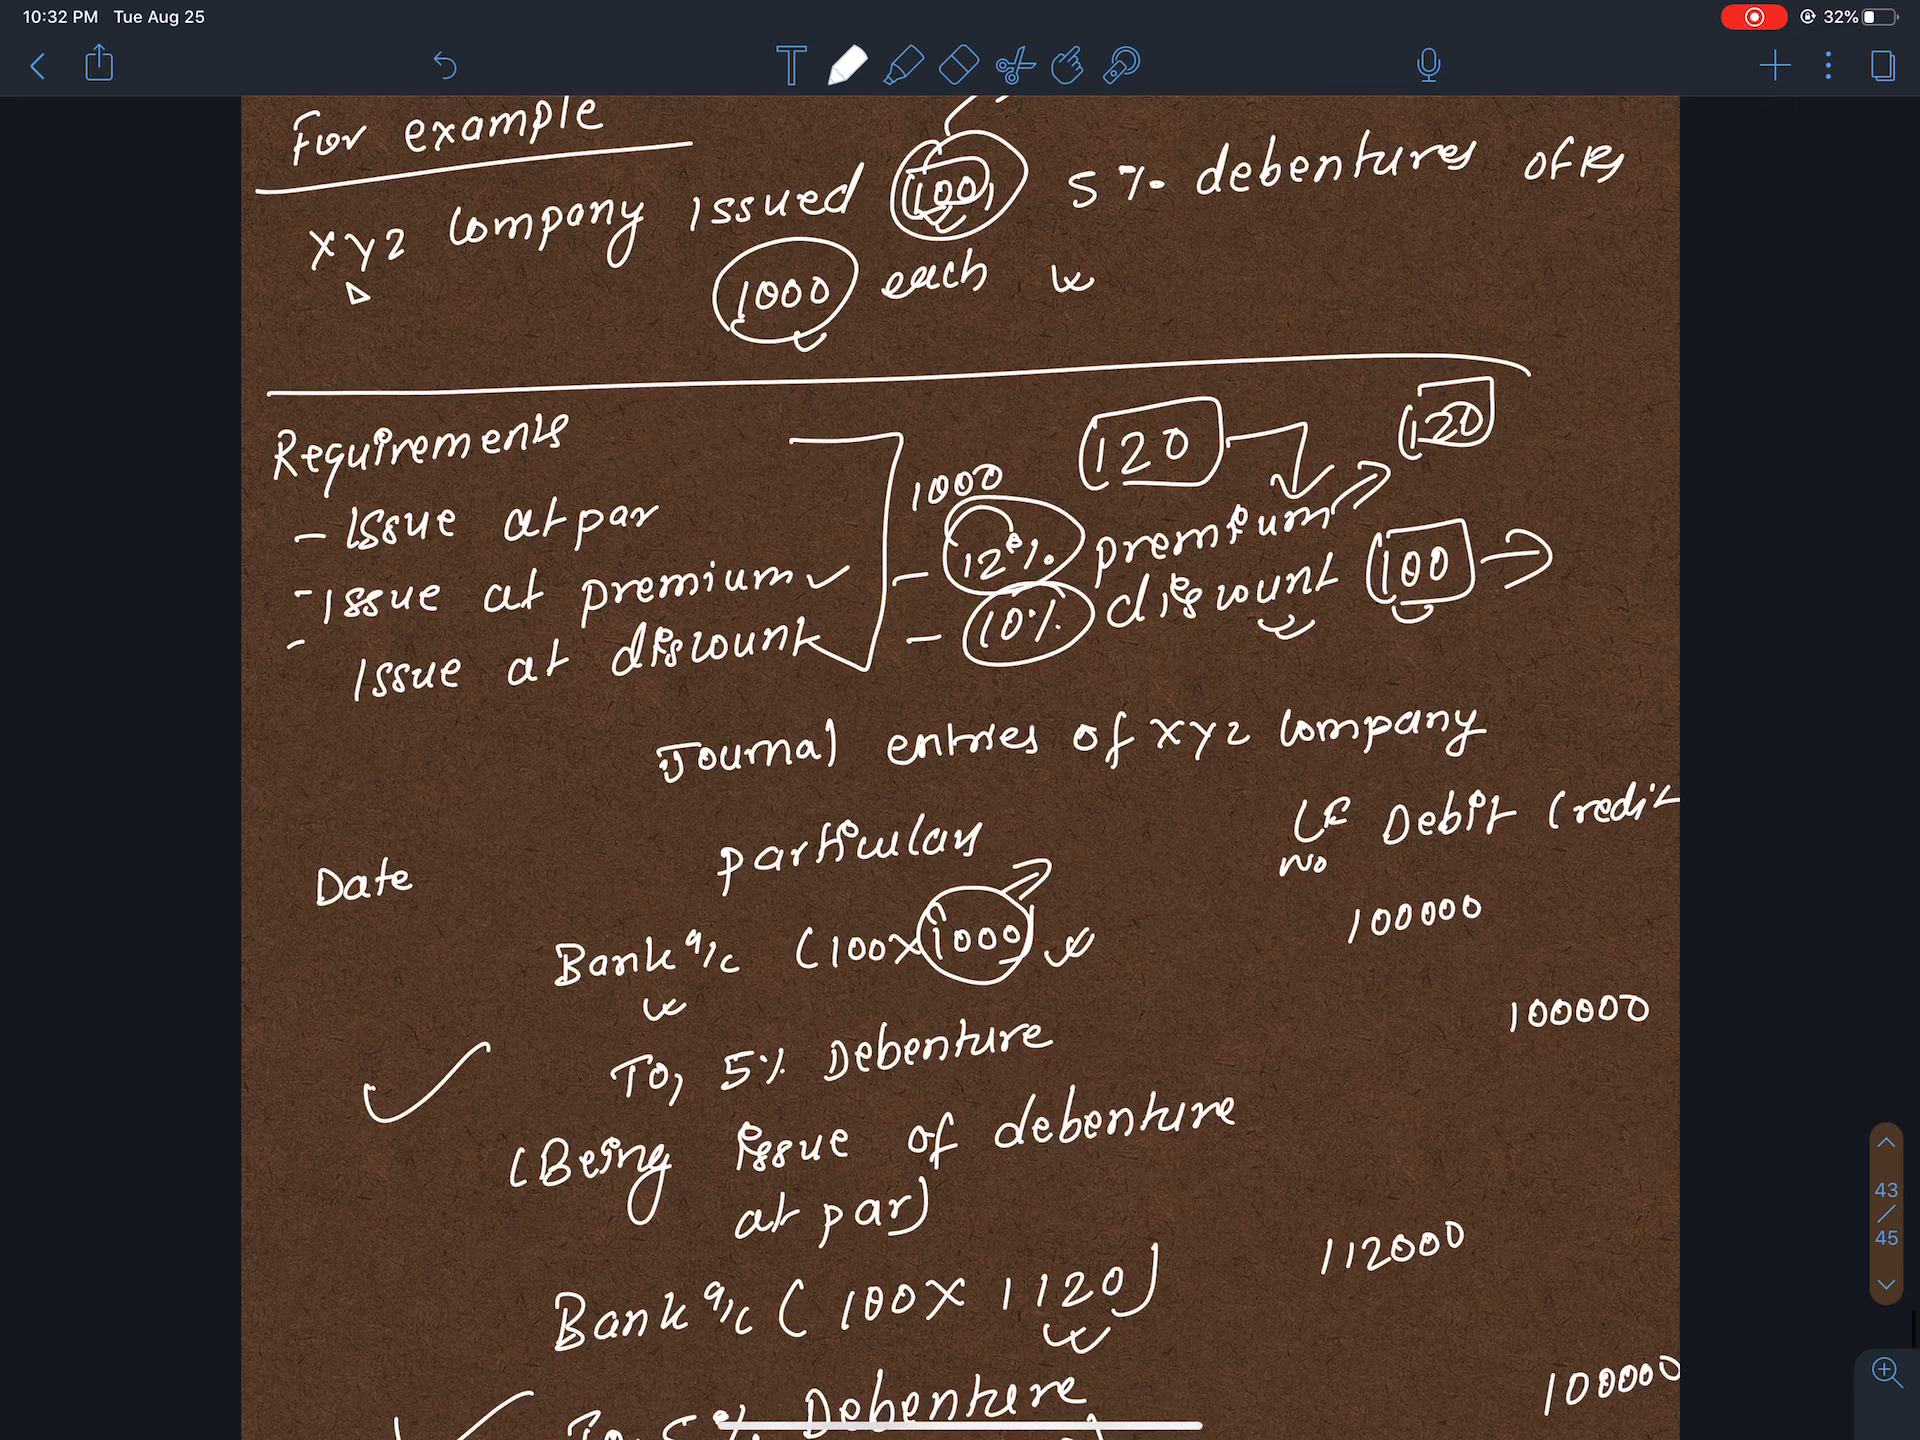 10:32 PM Tue Aug 25
32%
For example
XYZ Company issued 100, 5% debentures of Rs
1000 each
Requirements
- Issue at par
- Issue at premium
- Issue at discount
1000
120
120
- 12% premium
- 10% discount 100
Journal entries of XYZ Company
Date particulars LF No Debit Credit
Bank a/c (100x1000) 100000
To, 5% Debenture 100000
(Being issue of debenture
at par)
Bank a/c (100x 1120) 112000
To, 5% Debenture 100000
43
/
45